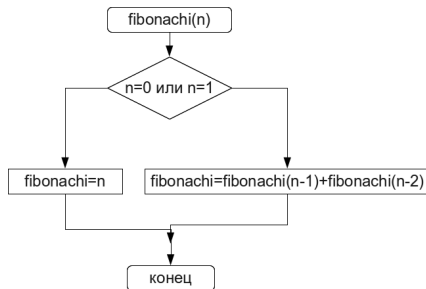 fibonachi(n)
n=0 или n=1
fibonachi=n
fibonachi=fibonachi(n-1)+fibonachi(n-2)
конец